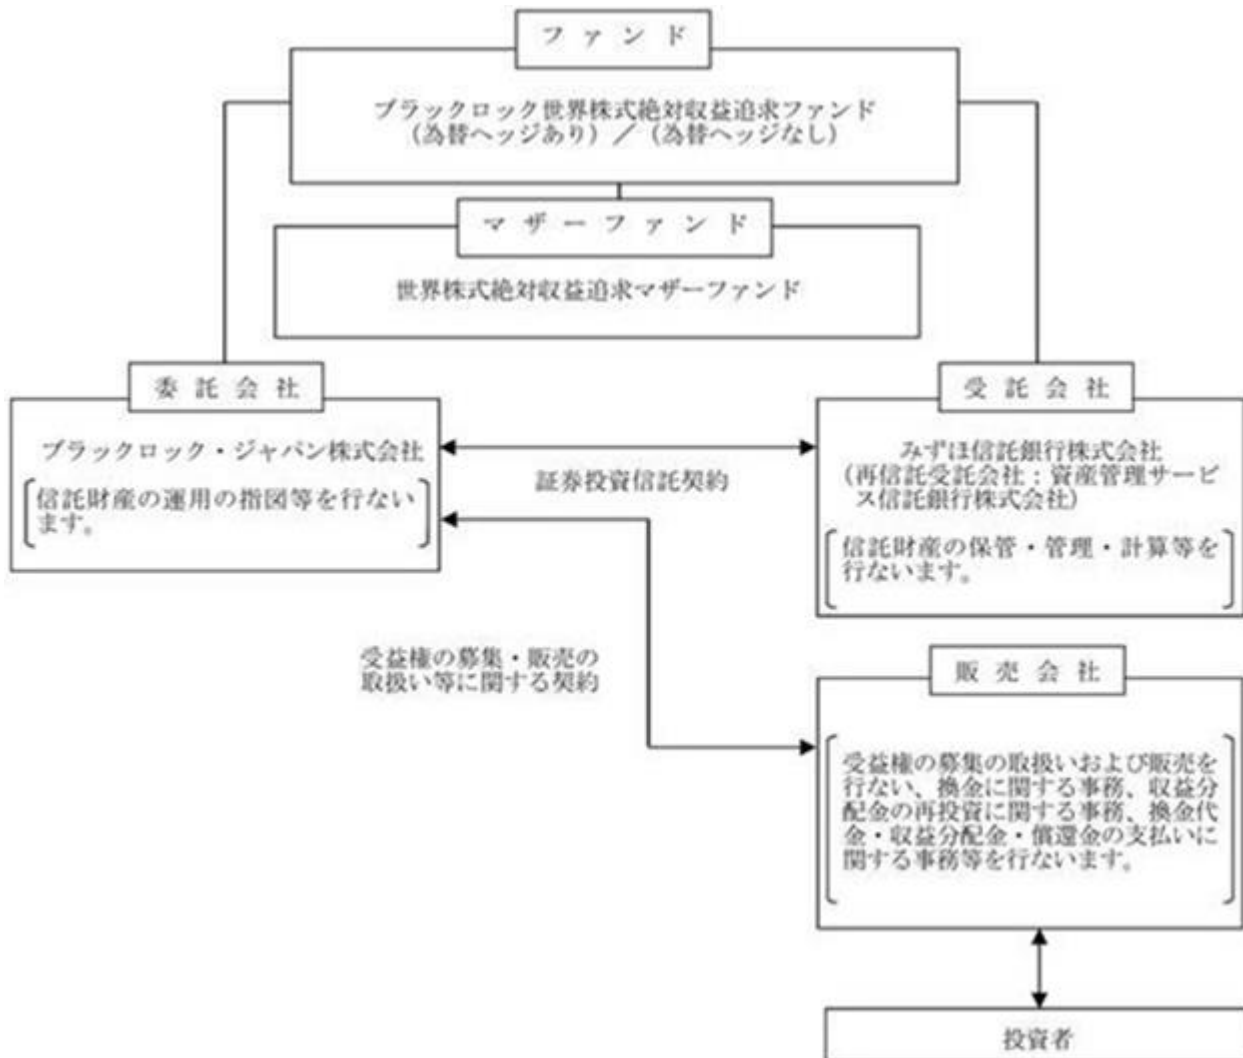 ファンド
ブラックロック世界株式絶対収益追求ファンド
（為替ヘッジあり）／（為替ヘッジなし）
マザーファンド
世界株式絶対収益追求マザーファンド
委託会社
ブラックロック・ジャパン株式会社
信託財産の運用の指図等を行ない
ます。
証券投資信託契約
受託会社
みずほ信託銀行株式会社
（再信託受託会社：資産管理サービ
ス信託銀行株式会社）
信託財産の保管・管理・計算等を
行ないます。
受益権の募集・販売の
取扱い等に関する契約
販売会社
受益権の募集の取扱いおよび販売を
行ない、換金に関する事務、収益分
配金の再投資に関する事務、換金代
金・収益分配金・償還金の支払いに
関する事務等を行ないます。
投資者